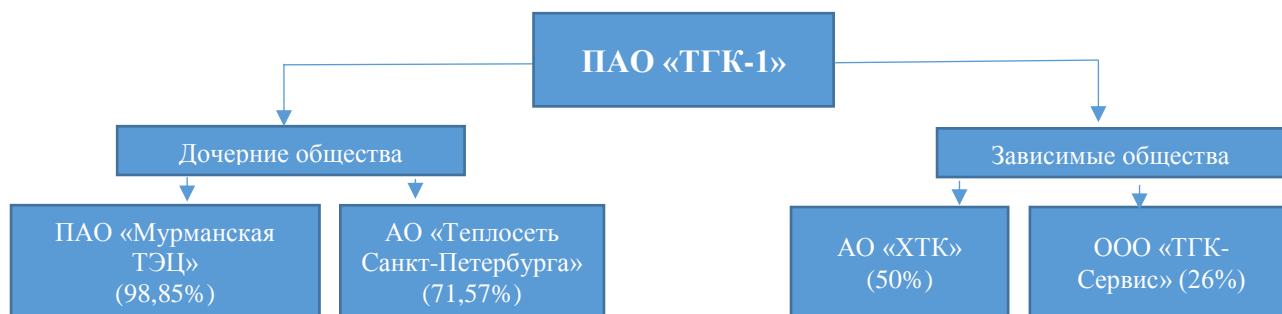 ПАО «ТГК-1»
Дочерние общества
Зависимые общества
ПАО «Мурманская
ТЭЦ»
(98,85%)
АО «Теплосеть
Санкт-Петербурга»
(71,57%)
АО «ХТК»
(50%)
ООО «ТГК-
Сервис» (26%)